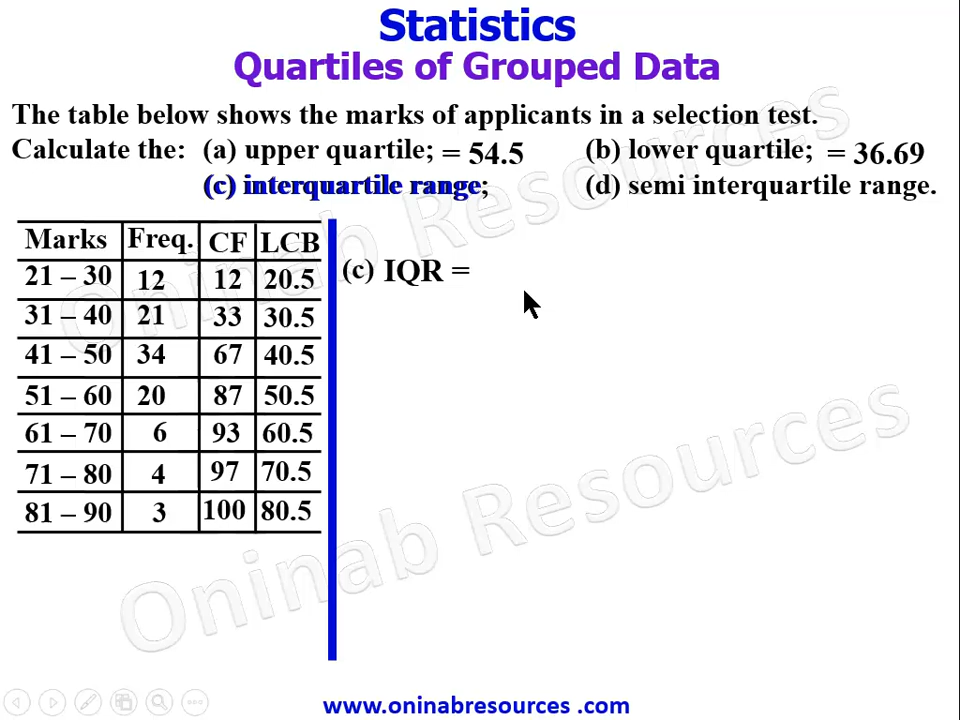 Statistics
Quartiles of Grouped Data
The table below shows the marks of applicants in a selection test.
Calculate the: (a) upper quartile; = 54.5 (b) lower quartile; = 36.69
(c) interquartile range; (d) semi interquartile range.
Marks Freq. CF LCB
21 – 30 12 12 20.5
31 – 40 21 33 30.5
41 – 50 34 67 40.5
51 – 60 20 87 50.5
61 – 70 6 93 60.5
71 – 80 4 97 70.5
81 – 90 3 100 80.5
(c) IQR =
Oninab Resources
Oninab Resources
www.oninabresources .com